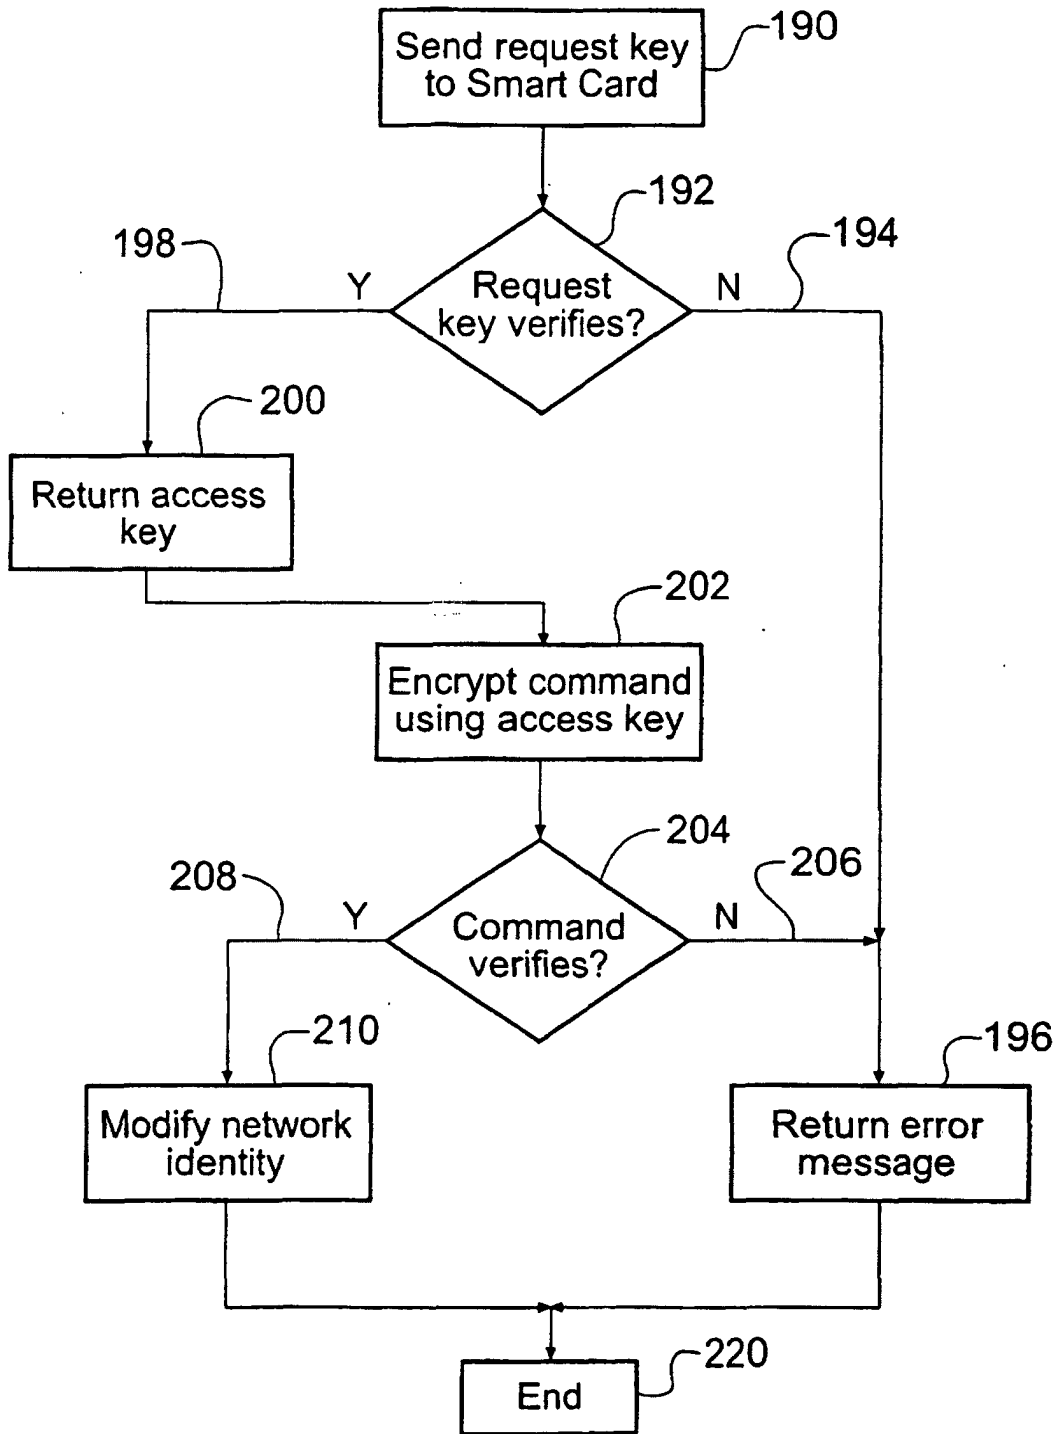 Send request key
to Smart Card
190
192
198
194
Y
N
Request
key verifies?
200
Return access
key
202
Encrypt command
using access key
204
208
206
Y
N
Command
verifies?
210
196
Modify network
identity
Return error
message
220
End